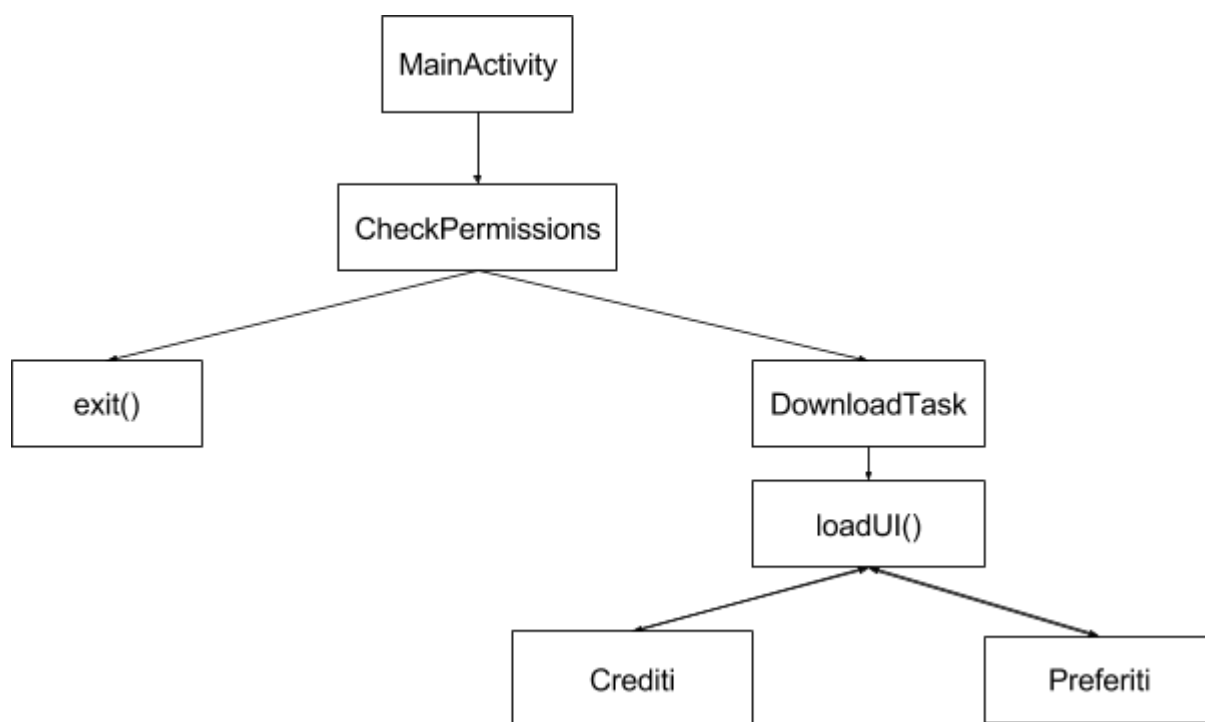 MainActivity
CheckPermissions
exit()
DownloadTask
loadUI()
Crediti
Preferiti